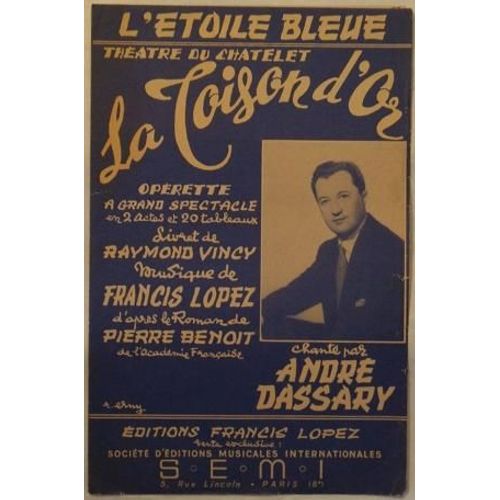 L'ETOILE BLEUE
THÉATRE DU CHATELET
La Toison d'Or
OPÉRETTE
A GRAND SPECTACLE
en 2 Actes et 20 tableaux
Livret de
RAYMOND VINCY
Musique de
FRANCIS LOPEZ
d'après le Roman de
PIERRE BENOIT
de l'Académie Française
chanté par
ANDRÉ
DASSARY
ÉDITIONS FRANCIS LOPEZ
vente exclusive :
SOCIÉTÉ D'ÉDITIONS MUSICALES INTERNATIONALES
S.E.M.I
5, Rue Lincoln - PARIS (8e)